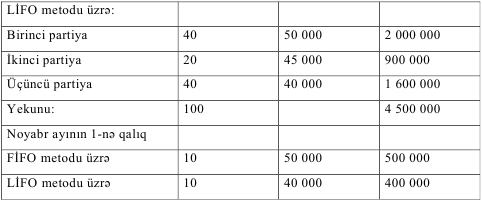 LİFO metodu üzrə:
Birinci partiya 40 50 000 2 000 000
İkinci partiya 20 45 000 900 000
Üçüncü partiya 40 40 000 1 600 000
Yekunu: 100 4 500 000
Noyabr ayının 1-nə qalıq
FİFO metodu üzrə 10 50 000 500 000
LİFO metodu üzrə 10 40 000 400 000